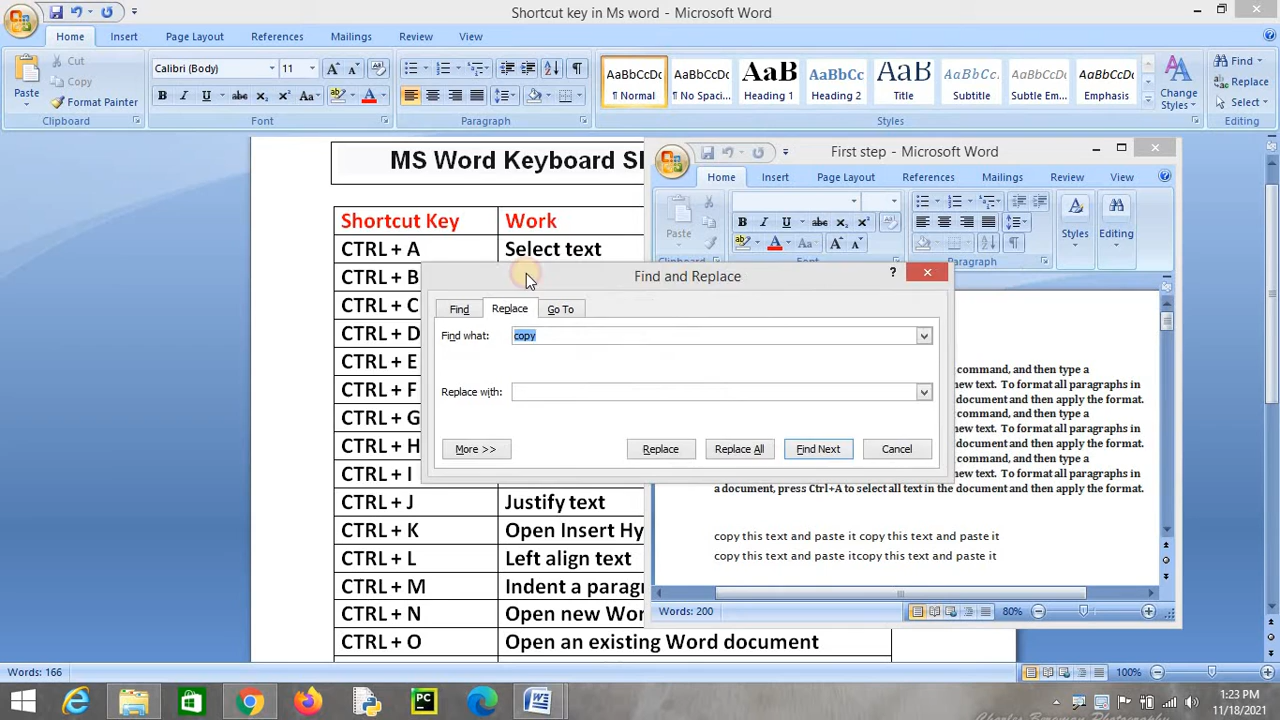 Shortcut key in Ms word - Microsoft Word
Home Insert Page Layout References Mailings Review View
Paste
Cut
Copy
Format Painter
Clipboard
Calibri (Body) 11
Font
Paragraph
AaBbCcDc AaBbCcDc AaB AaBbCc AaB AaBbCc AaBbCcDc AaBbCcDc
¶ Normal ¶ No Spaci... Heading 1 Heading 2 Title Subtitle Subtle Em... Emphasis
Change Styles
Styles
Find
Replace
Select
Editing
MS Word Keyboard S
Shortcut Key Work
CTRL + A Select text
CTRL + B
CTRL + C
CTRL + D
CTRL + E
CTRL + F
CTRL + G
CTRL + H
CTRL + I
CTRL + J Justify text
CTRL + K Open Insert Hy
CTRL + L Left align text
CTRL + M Indent a paragr
CTRL + N Open new Wor
CTRL + O Open an existing Word document
First step - Microsoft Word
Home Insert Page Layout References Mailings Review View
Paste
Clipboard
Font
Paragraph
Styles
Editing
Find and Replace
Find Replace Go To
Find what: copy
Replace with:
More >> Replace Replace All Find Next Cancel
command, and then type a
new text. To format all paragraphs in
document and then apply the format.
command, and then type a
new text. To format all paragraphs in
document and then apply the format.
command, and then type a
new text. To format all paragraphs in
a document, press Ctrl+A to select all text in the document and then apply the format.
copy this text and paste it copy this text and paste it
copy this text and paste itcopy this text and paste it
Words: 200 80%
Words: 166 100%
1:23 PM
11/18/2021